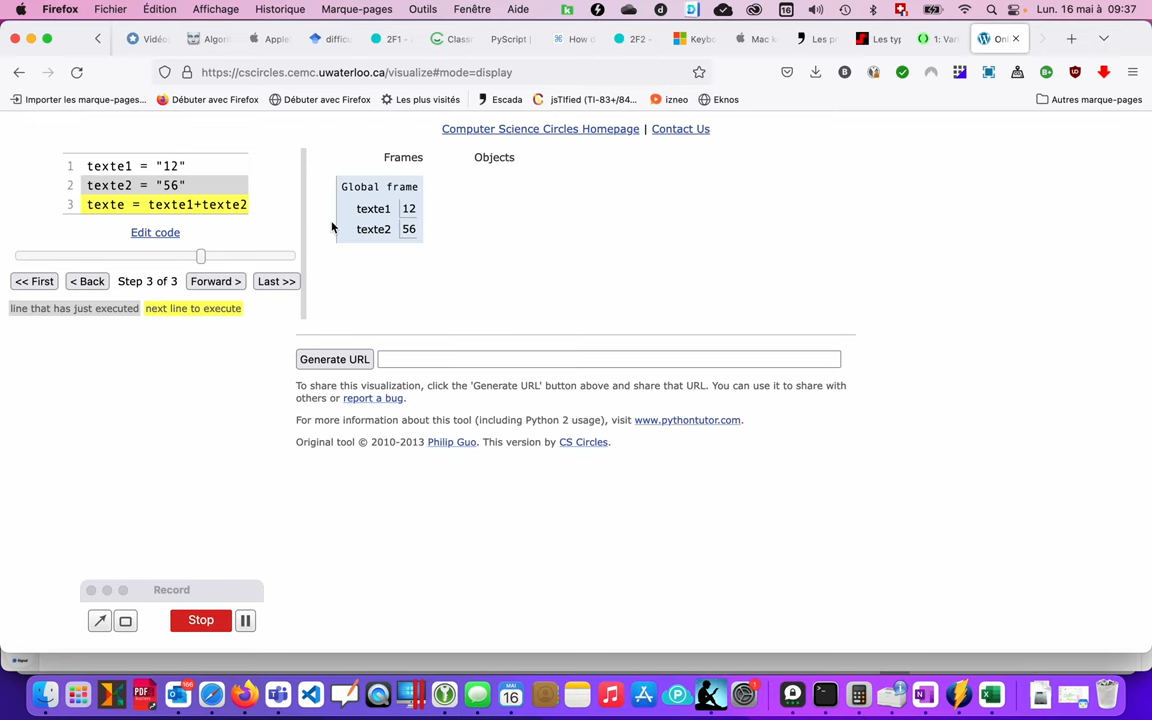 Firefox Fichier Édition Affichage Historique Marque-pages Outils Fenêtre Aide 16 Lun. 16 mai à 09:37
Vidéo Algori Apple difficu 2F1 - Classi PyScript How d 2F2 - Keybo Mac k Les pr Les typ 1: Vari Onl
https://cscircles.cemc.uwaterloo.ca/visualize#mode=display
Importer les marque-pages... Débuter avec Firefox Débuter avec Firefox Les plus visités Escada jsTIfied (TI-83+/84... izneo Eknos Autres marque-pages
Computer Science Circles Homepage | Contact Us
Frames Objects
1 texte1 = "12"
2 texte2 = "56"
3 texte = texte1+texte2
Global frame
texte1 12
texte2 56
Edit code
<< First < Back Step 3 of 3 Forward > Last >>
line that has just executed next line to execute
Generate URL
To share this visualization, click the 'Generate URL' button above and share that URL. You can use it to share with
others or report a bug.
For more information about this tool (including Python 2 usage), visit www.pythontutor.com.
Original tool © 2010-2013 Philip Guo. This version by CS Circles.
Record
Stop
Signal
PDF 166 MAI 16